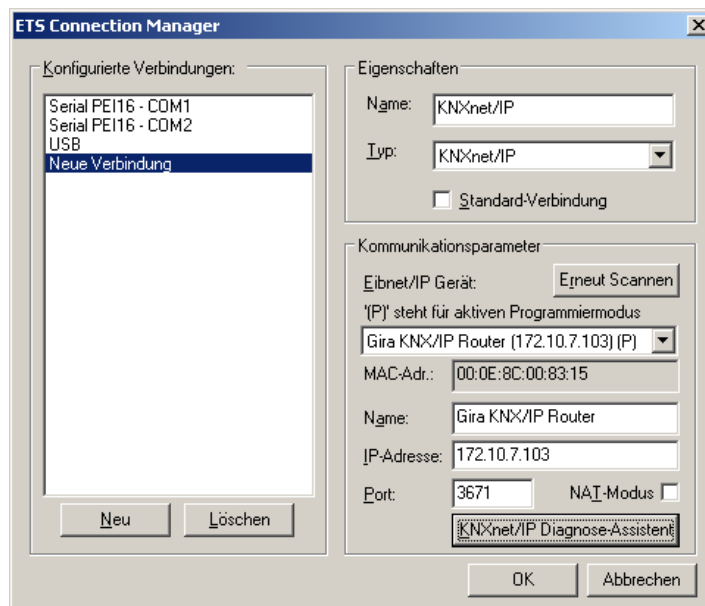 ETS Connection Manager
Konfigurierte Verbindungen:
Serial PEI16 - COM1
Serial PEI16 - COM2
USB
Neue Verbindung
Neu
Löschen
Eigenschaften
Name:
KNXnet/IP
Typ:
KNXnet/IP
Standard-Verbindung
Kommunikationsparameter
Eibnet/IP Gerät:
Erneut Scannen
'(P)' steht für aktiven Programmiermodus
Gira KNX/IP Router (172.10.7.103) (P)
MAC-Adr.:
00:0E:8C:00:83:15
Name:
Gira KNX/IP Router
IP-Adresse:
172.10.7.103
Port:
3671
NAT-Modus
KNXnet/IP Diagnose-Assistent
OK
Abbrechen